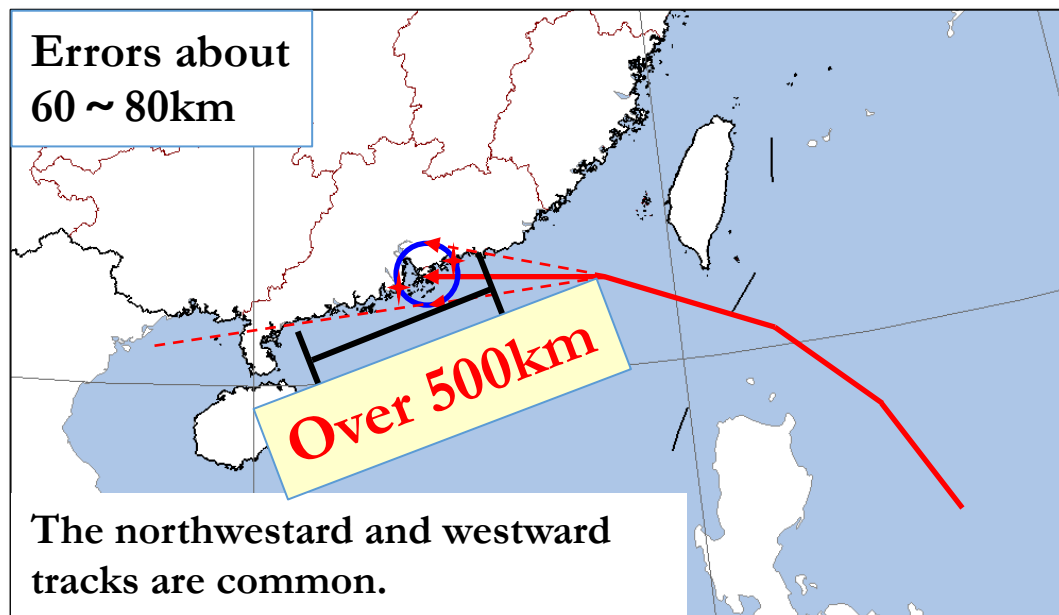 Errors about
60 ~ 80km
Over 500km
The northwestard and westward
tracks are common.